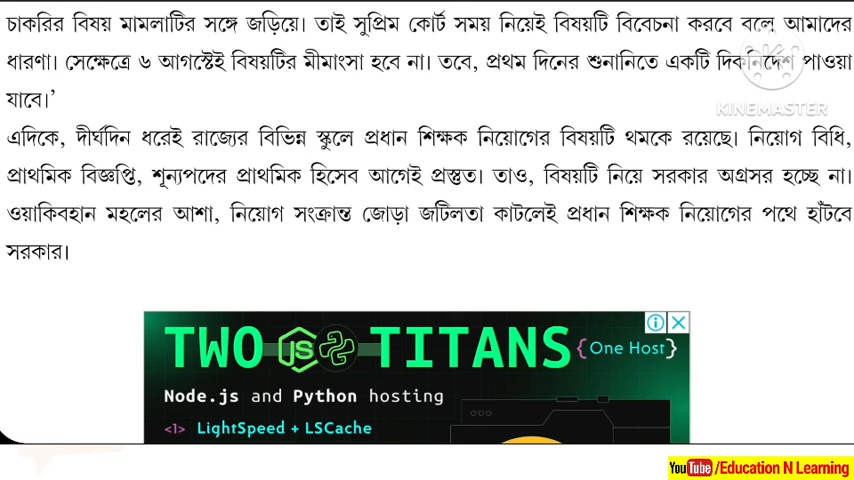 চাকরির বিষয় মামলাটির সঙ্গে জড়িয়ে। তাই সুপ্রিম কোর্ট সময় নিয়েই বিষয়টি বিবেচনা করবে বলে আমাদের
ধারণা। সেক্ষেত্রে ৬ আগস্টেই বিষয়টির মীমাংসা হবে না। তবে, প্রথম দিনের শুনানিতে একটি দিকনির্দেশ পাওয়া
যাবে।’
KINEMASTER
এদিকে, দীর্ঘদিন ধরেই রাজ্যের বিভিন্ন স্কুলে প্রধান শিক্ষক নিয়োগের বিষয়টি থমকে রয়েছে। নিয়োগ বিধি,
প্রাথমিক বিজ্ঞপ্তি, শূন্যপদের প্রাথমিক হিসেব আগেই প্রস্তুত। তাও, বিষয়টি নিয়ে সরকার অগ্রসর হচ্ছে না।
ওয়াকিবহান মহলের আশা, নিয়োগ সংক্রান্ত জোড়া জটিলতা কাটলেই প্রধান শিক্ষক নিয়োগের পথে হাঁটবে
সরকার।
TWO JS TITANS {One Host}
Node.js and Python hosting
<1> LightSpeed + LSCache
YouTube/Education N Learning